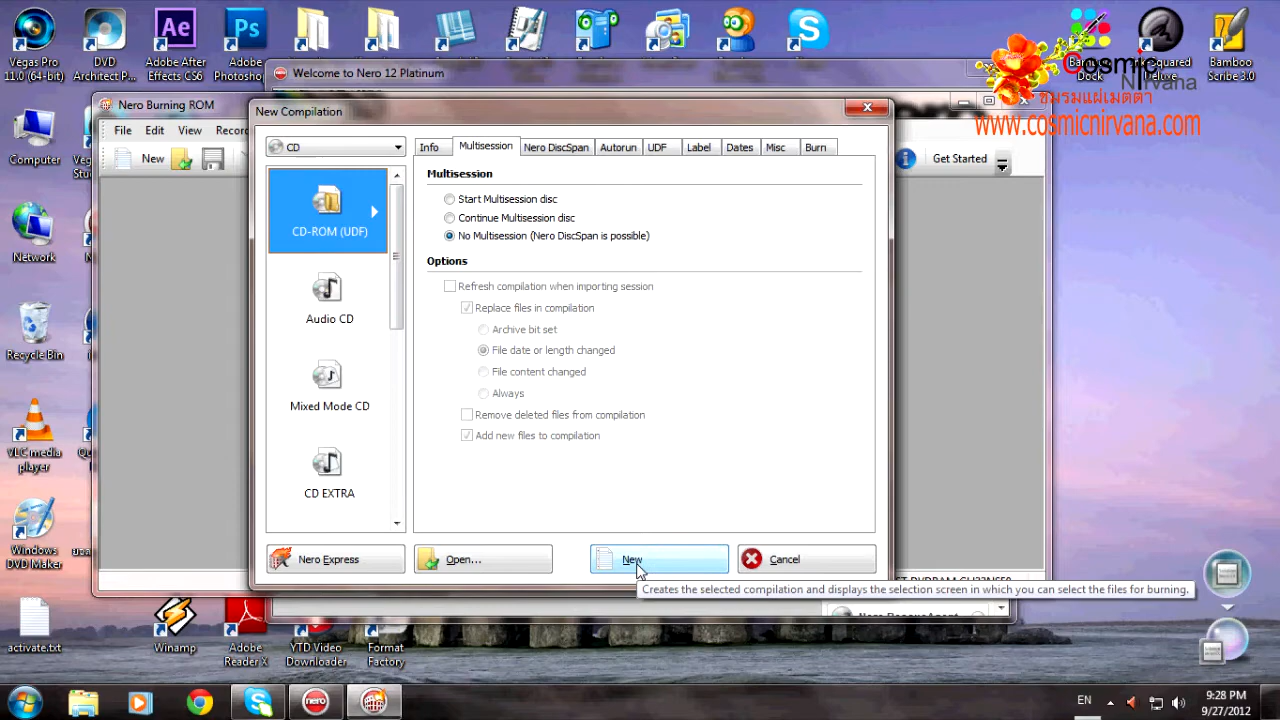 Vegas Pro
11.0 (64-bit)
DVD
Architect P...
Adobe After
Effects CS6
Adobe
Photoshop
Cosmic
Nirvana
ชมรมแผ่เมตตา
www.cosmicnirvana.com
Bamboo
Scribe 3.0
Welcome to Nero 12 Platinum
Nero Burning ROM
File Edit View Recor
New
Get Started
Computer
Network
Recycle Bin
VLC media
player
Windows
DVD Maker
activate.txt
New Compilation
CD
CD-ROM (UDF)
Audio CD
Mixed Mode CD
CD EXTRA
Info Multisession Nero DiscSpan Autorun UDF Label Dates Misc Burn
Multisession
Start Multisession disc
Continue Multisession disc
No Multisession (Nero DiscSpan is possible)
Options
Refresh compilation when importing session
Replace files in compilation
Archive bit set
File date or length changed
File content changed
Always
Remove deleted files from compilation
Add new files to compilation
Nero Express Open... New Cancel
Creates the selected compilation and displays the selection screen in which you can select the files for burning.
Winamp
Adobe
Reader X
YTD Video
Downloader
Format
Factory
nero
EN
9:28 PM
9/27/2012